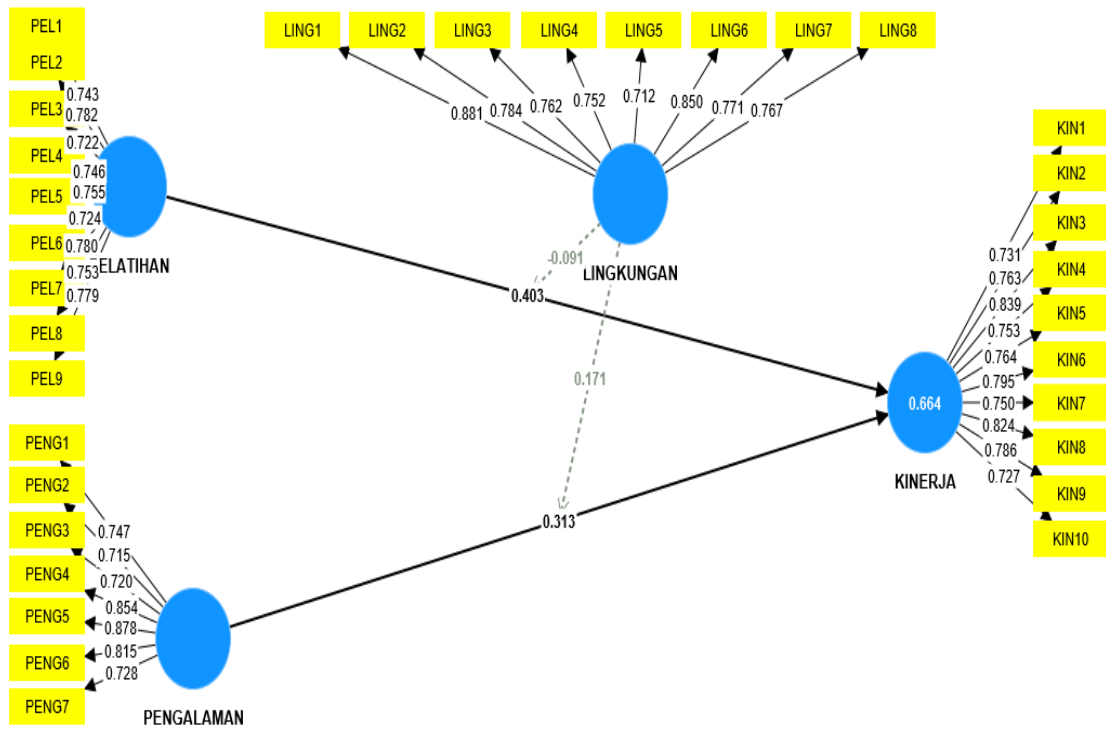 PEL1
PEL2
PEL3
PEL4
PEL5
PEL6
PEL7
PEL8
PEL9
0.743
0.782
0.722
0.746
0.755
0.724
0.780
0.753
0.779
ELATIHAN
LING1 LING2 LING3 LING4 LING5 LING6 LING7 LING8
0.881 0.784 0.762 0.752 0.712 0.850 0.771 0.767
LINGKUNGAN
-0.091
0.403
0.171
0.313
PENG1
PENG2
PENG3
PENG4
PENG5
PENG6
PENG7
0.747
0.715
0.720
0.854
0.878
0.815
0.728
PENGALAMAN
0.664
KINERJA
0.731
0.763
0.839
0.753
0.764
0.795
0.750
0.824
0.786
0.727
KIN1
KIN2
KIN3
KIN4
KIN5
KIN6
KIN7
KIN8
KIN9
KIN10